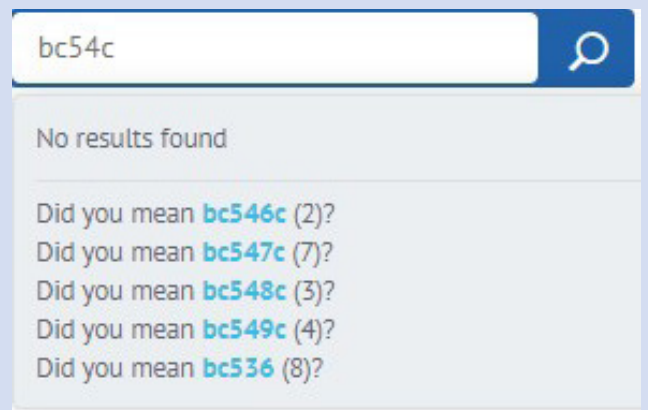 bc54c
No results found
Did you mean bc546c (2)?
Did you mean bc547c (7)?
Did you mean bc548c (3)?
Did you mean bc549c (4)?
Did you mean bc536 (8)?